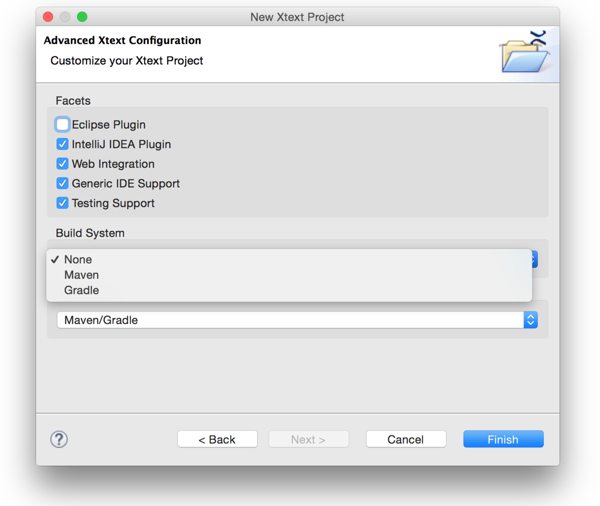 New Xtext Project
Advanced Xtext Configuration
Customize your Xtext Project
Facets
Eclipse Plugin
IntelliJ IDEA Plugin
Web Integration
Generic IDE Support
Testing Support
Build System
✓ None
Maven
Gradle
Maven/Gradle
?
< Back
Next >
Cancel
Finish